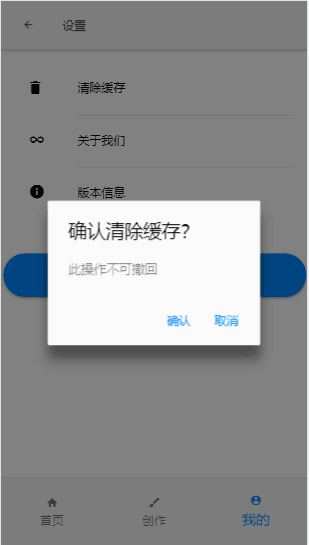 设置
清除缓存
关于我们
版本信息
确认清除缓存?
此操作不可撤回
确认 取消
首页 创作 我的